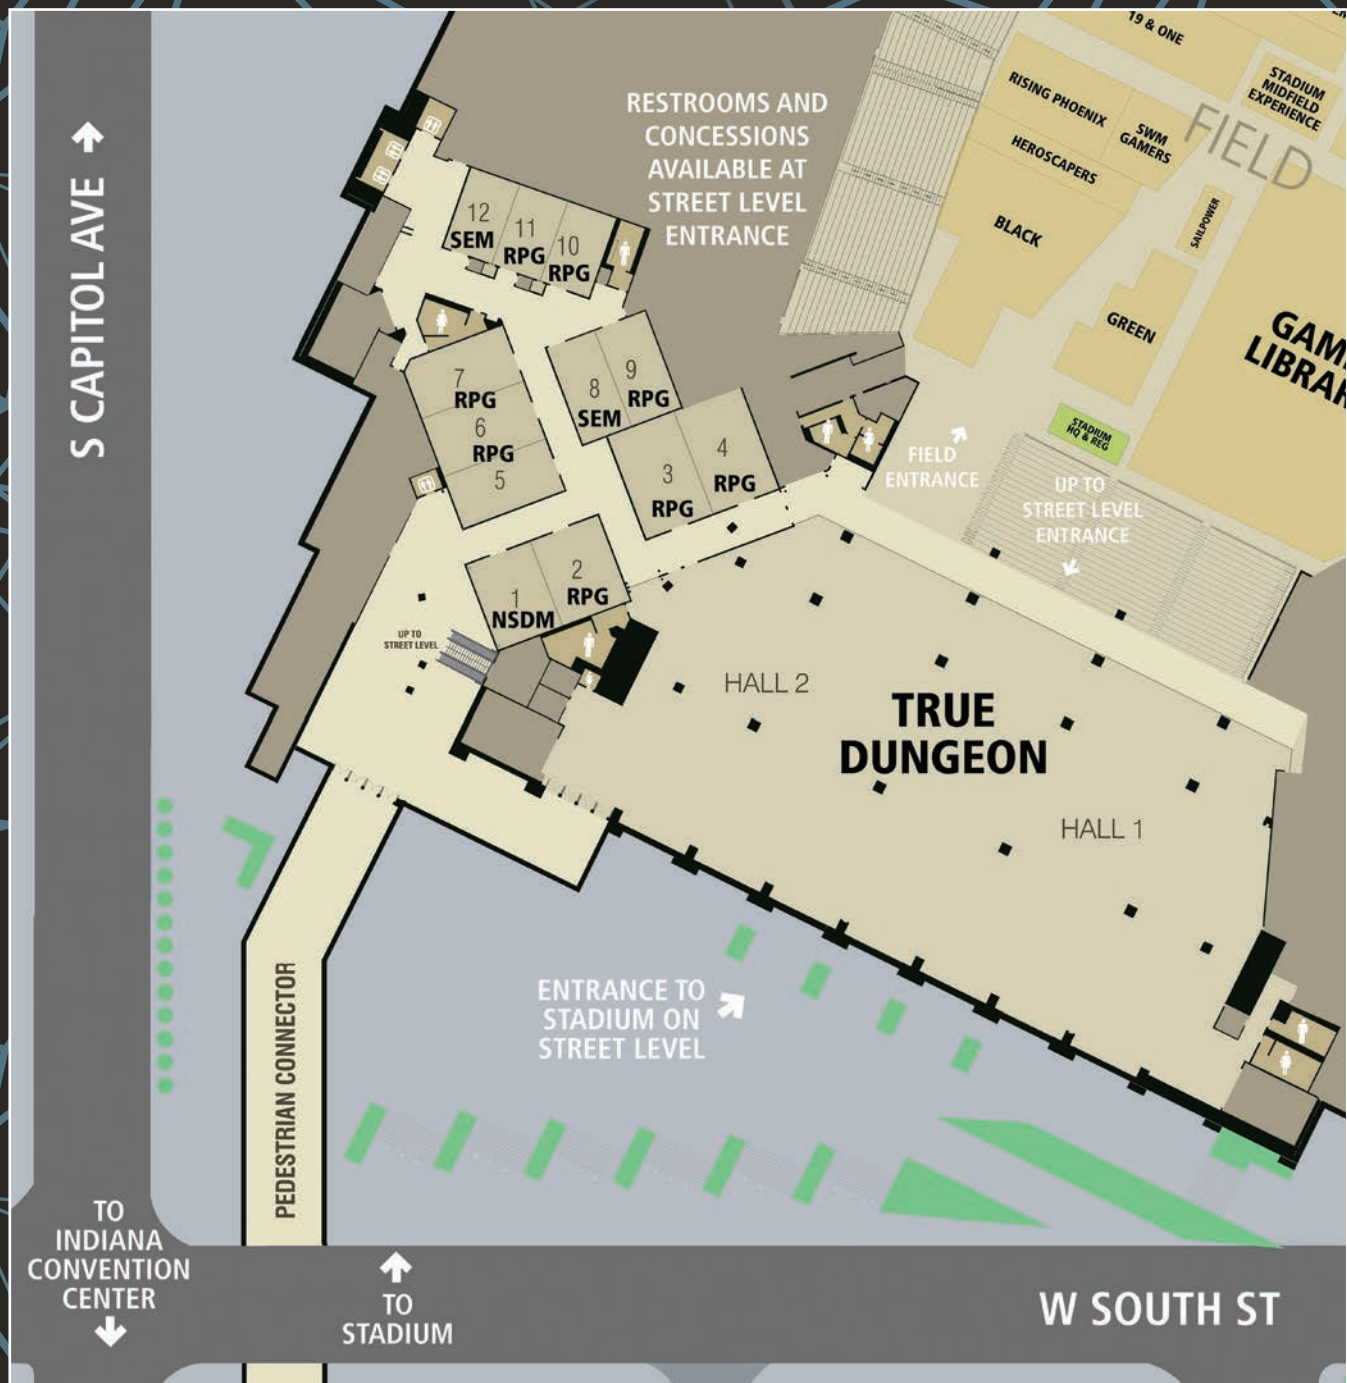 19 & ONE
STADIUM
MIDFIELD
EXPERIENCE
RISING PHOENIX
SWM
GAMERS
HEROSCAPERS
FIELD
BLACK
SAILPOWER
GREEN
STADIUM
HQ & REG
RESTROOMS AND
CONCESSIONS
AVAILABLE AT
STREET LEVEL
ENTRANCE
S CAPITOL AVE
12
SEM
11
RPG
10
RPG
7
RPG
6
RPG
5
8
SEM
9
RPG
3
RPG
4
RPG
1
NSDM
2
RPG
FIELD
ENTRANCE
UP TO
STREET LEVEL
ENTRANCE
UP TO
STREET LEVEL
HALL 2
TRUE
DUNGEON
HALL 1
ENTRANCE TO
STADIUM ON
STREET LEVEL
PEDESTRIAN CONNECTOR
TO
INDIANA
CONVENTION
CENTER
TO
STADIUM
W SOUTH ST